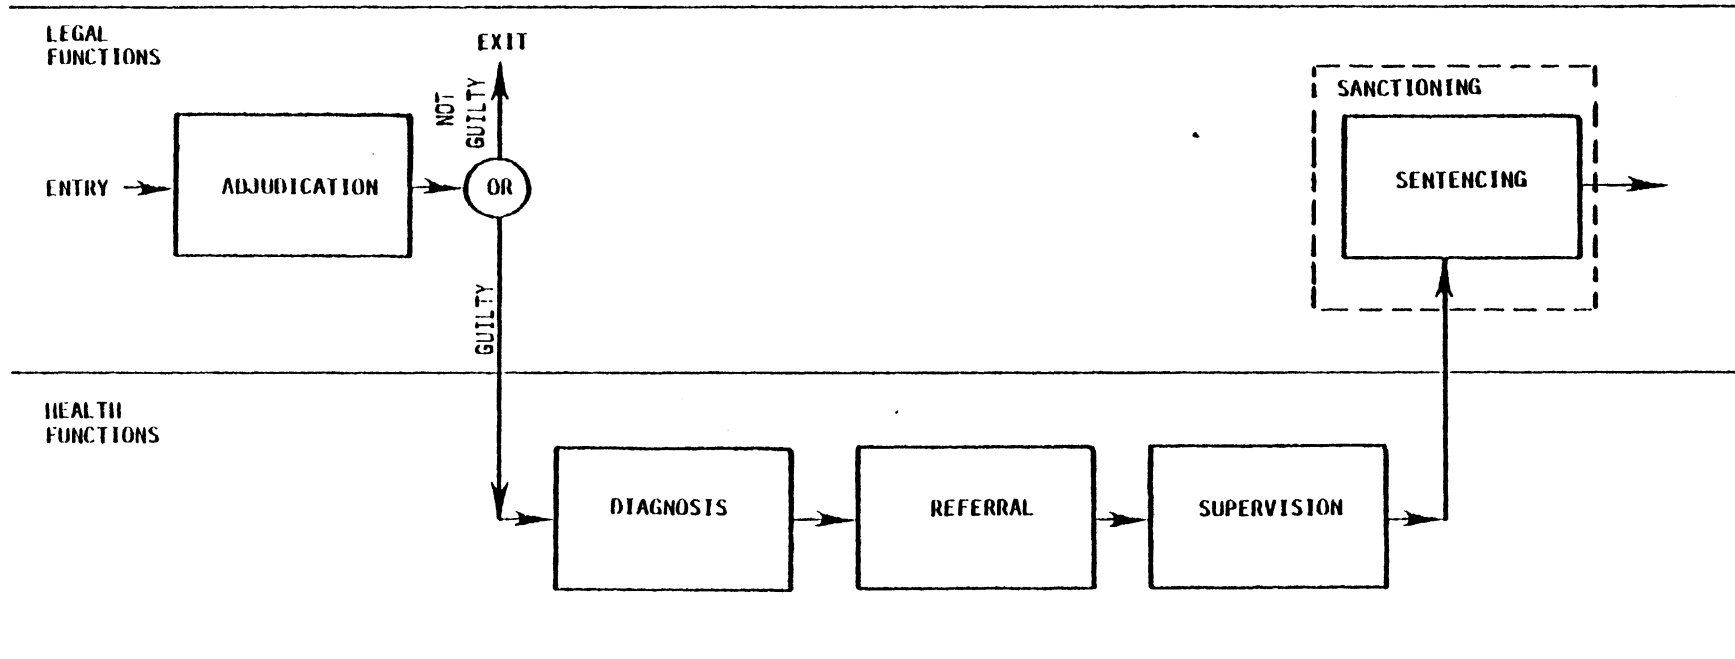 LEGAL
FUNCTIONS
EXIT
NOT
GUILTY
SANCTIONING
ENTRY
ADJUDICATION
OR
SENTENCING
GUILTY
HEALTH
FUNCTIONS
DIAGNOSIS
REFERRAL
SUPERVISION